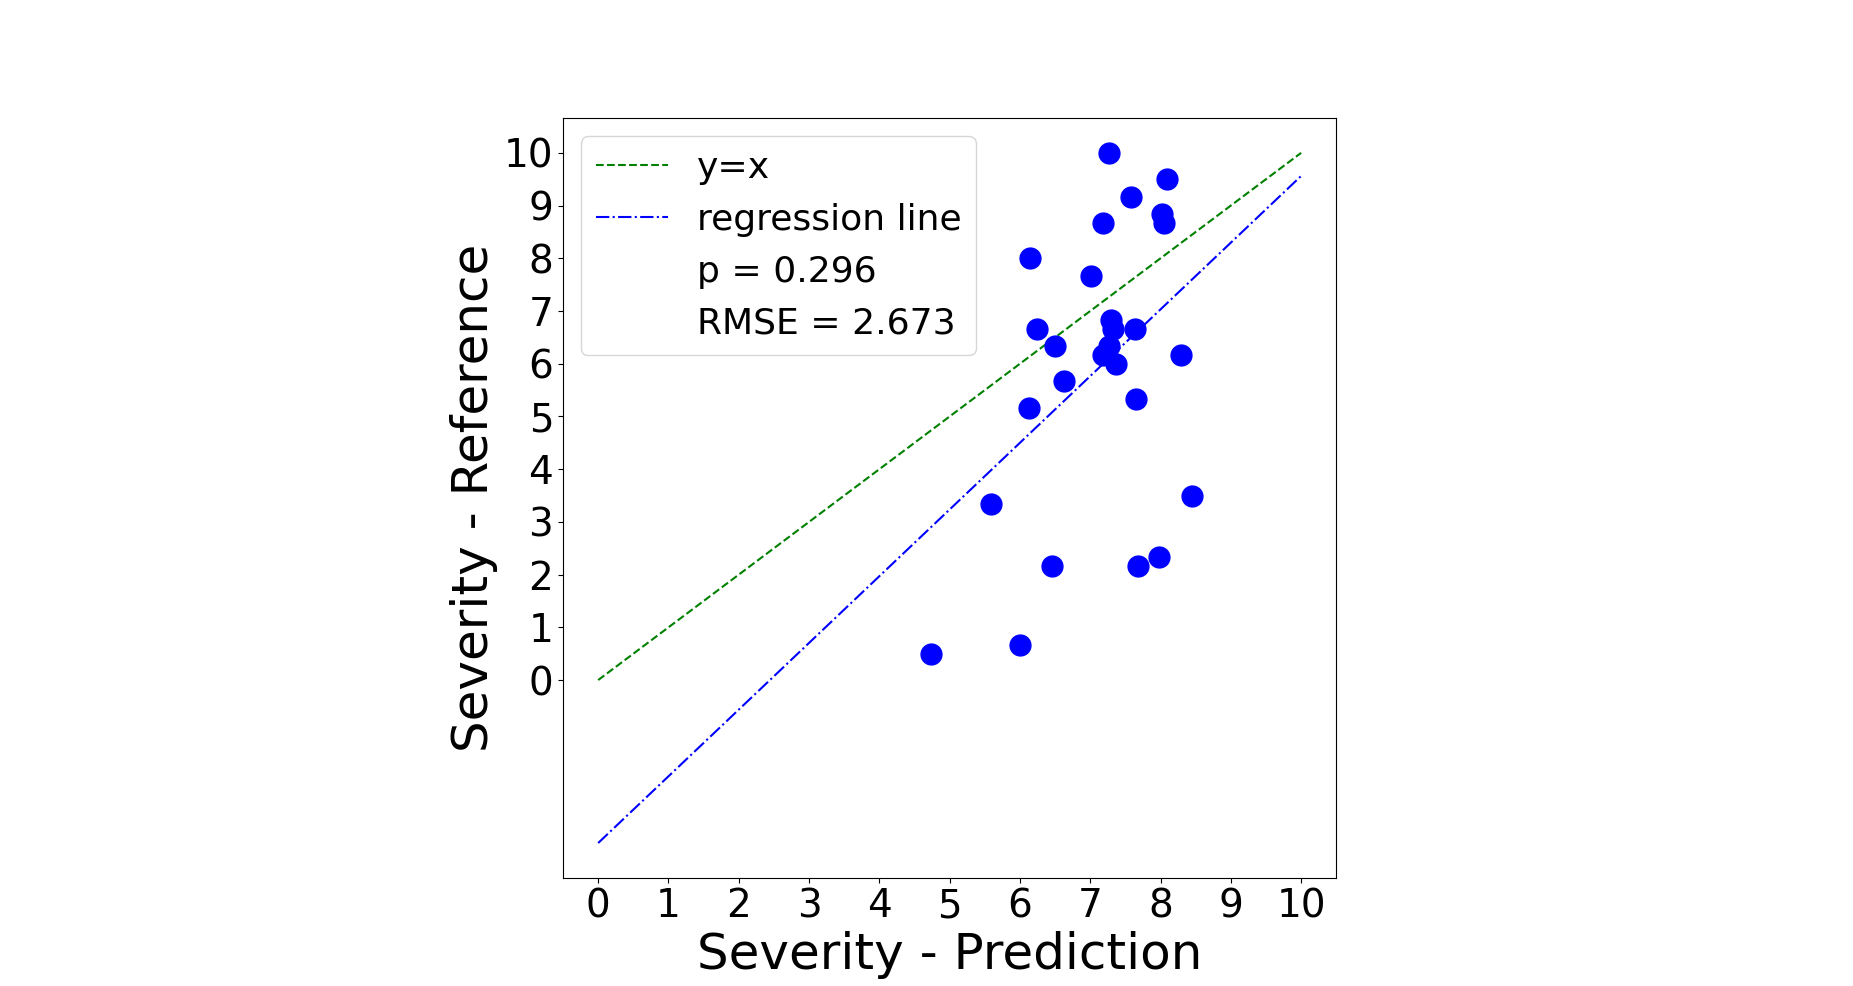 y=x
regression line
p = 0.296
RMSE = 2.673
10
9
8
7
6
5
4
3
2
1
0
Severity - Reference
0 1 2 3 4 5 6 7 8 9 10
Severity - Prediction